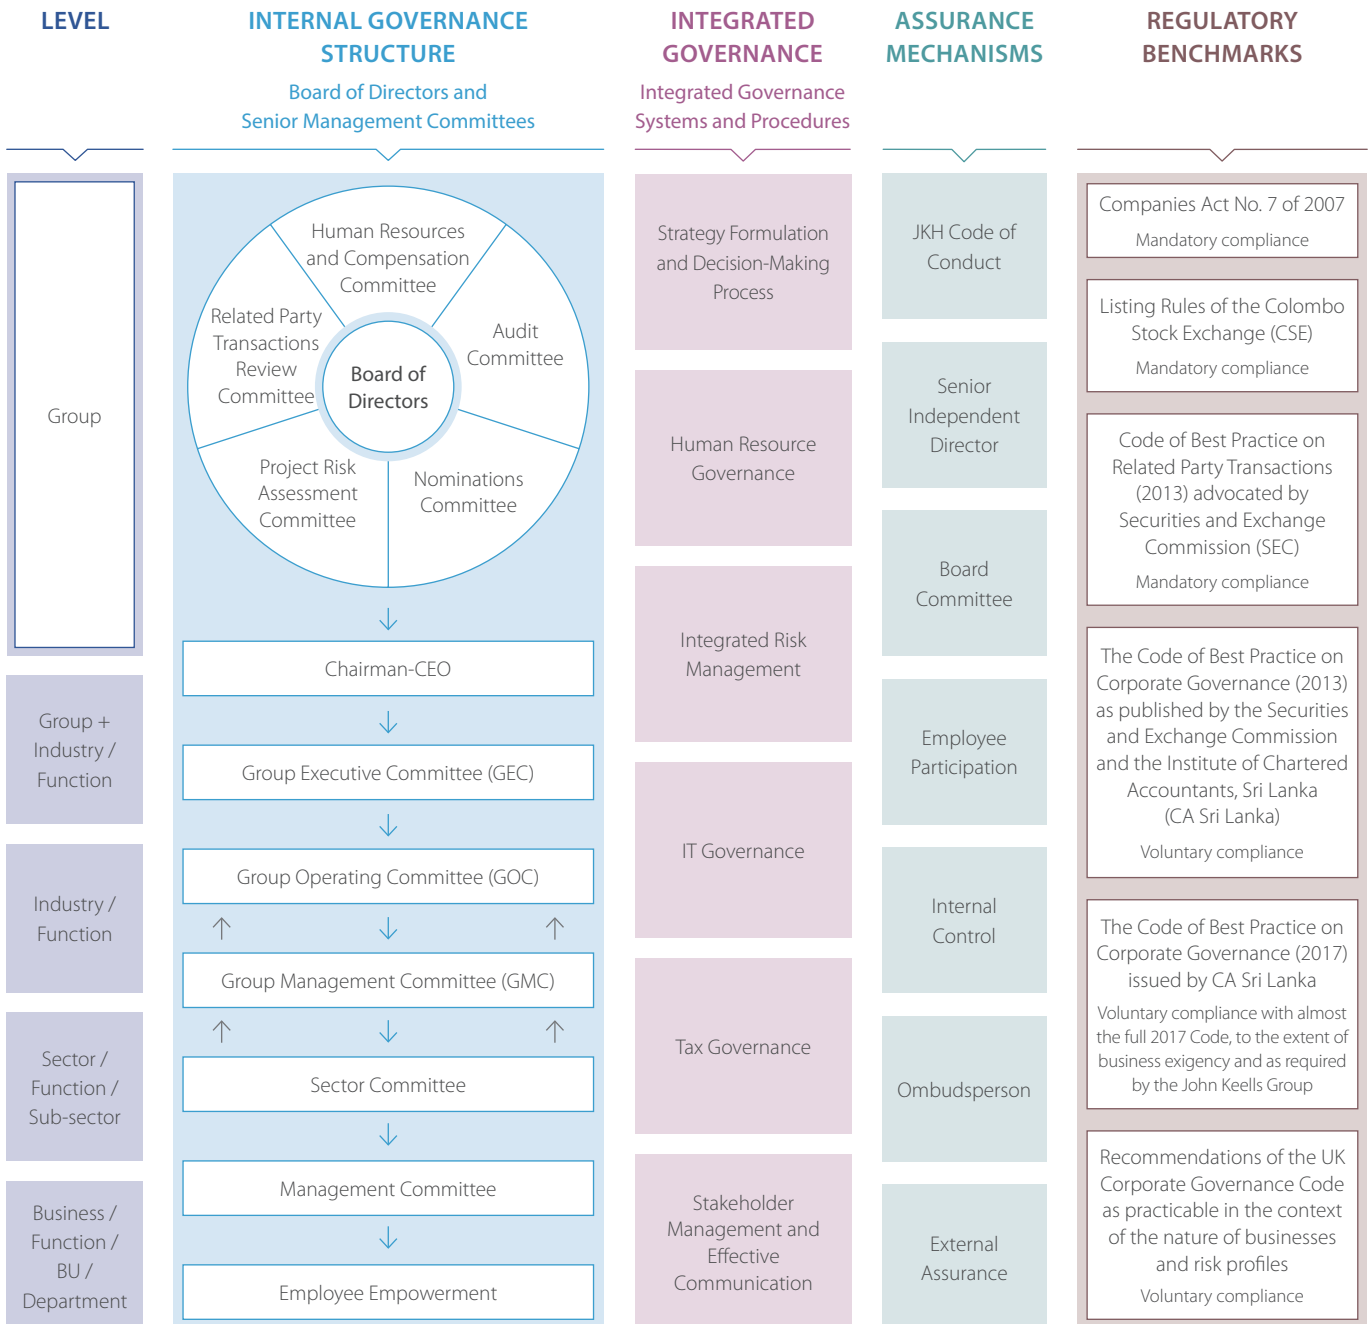 LEVEL
INTERNAL GOVERNANCE
STRUCTURE
Board of Directors and
Senior Management Committees
INTEGRATED
GOVERNANCE
Integrated Governance
Systems and Procedures
ASSURANCE
MECHANISMS
REGULATORY
BENCHMARKS
Group
Group +
Industry /
Function
Industry /
Function
Sector /
Function /
Sub-sector
Business /
Function /
BU /
Department
Human Resources
and Compensation
Committee
Related Party
Transactions
Review
Committee
Audit
Committee
Board of
Directors
Project Risk
Assessment
Committee
Nominations
Committee
Chairman-CEO
Group Executive Committee (GEC)
Group Operating Committee (GOC)
Group Management Committee (GMC)
Sector Committee
Management Committee
Employee Empowerment
Strategy Formulation
and Decision-Making
Process
Human Resource
Governance
Integrated Risk
Management
IT Governance
Tax Governance
Stakeholder
Management and
Effective
Communication
JKH Code of
Conduct
Senior
Independent
Director
Board
Committee
Employee
Participation
Internal
Control
Ombudsperson
External
Assurance
Companies Act No. 7 of 2007
Mandatory compliance
Listing Rules of the Colombo
Stock Exchange (CSE)
Mandatory compliance
Code of Best Practice on
Related Party Transactions
(2013) advocated by
Securities and Exchange
Commission (SEC)
Mandatory compliance
The Code of Best Practice on
Corporate Governance (2013)
as published by the Securities
and Exchange Commission
and the Institute of Chartered
Accountants, Sri Lanka
(CA Sri Lanka)
Voluntary compliance
The Code of Best Practice on
Corporate Governance (2017)
issued by CA Sri Lanka
Voluntary compliance with almost
the full 2017 Code, to the extent of
business exigency and as required
by the John Keells Group
Recommendations of the UK
Corporate Governance Code
as practicable in the context
of the nature of businesses
and risk profiles
Voluntary compliance